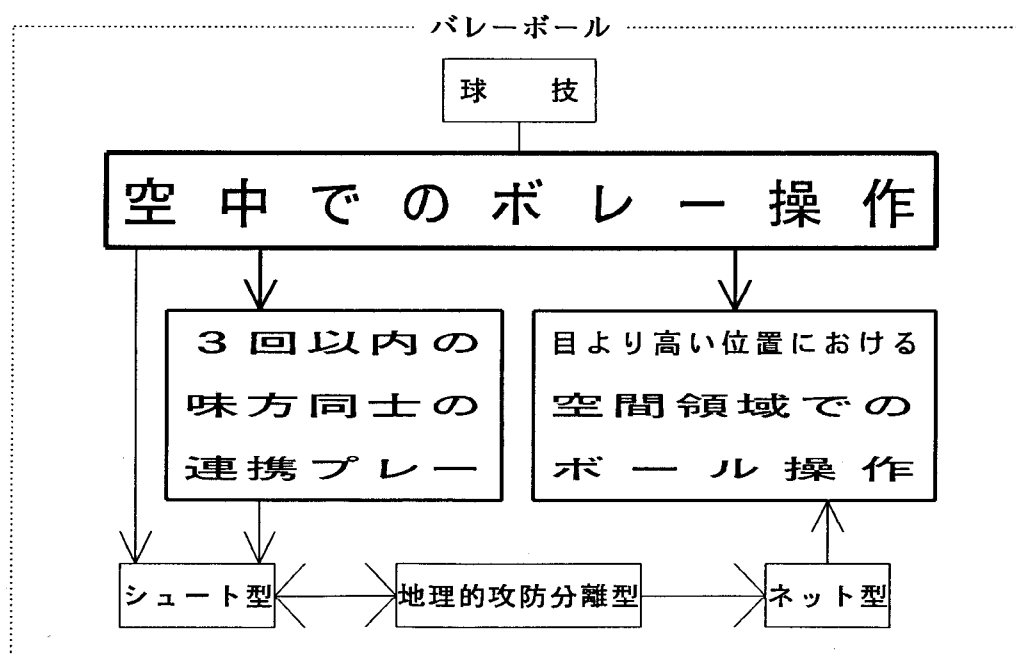 バレーボール
球技
空中でのボレー操作
3回以内の
味方同士の
連携プレー
目より高い位置における
空間領域での
ボール操作
シュート型
地理的攻防分離型
ネット型